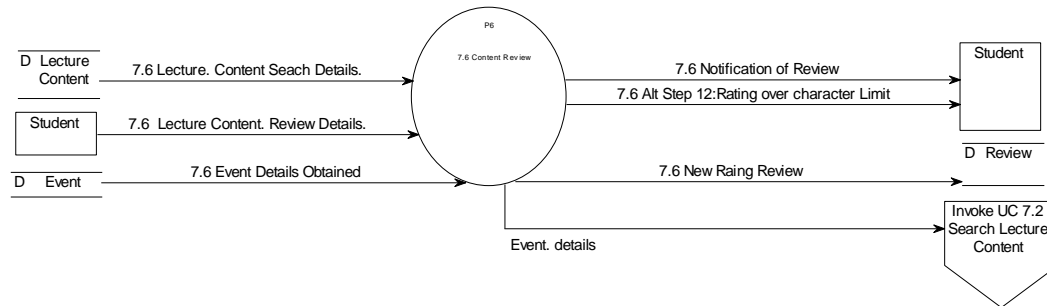 P6
7.6 Content Review
D Lecture
Content
7.6 Lecture. Content Seach Details.
Student
7.6 Lecture Content. Review Details.
D Event
7.6 Event Details Obtained
7.6 Notification of Review
7.6 Alt Step 12:Rating over character Limit
Student
D Review
7.6 New Raing Review
Invoke UC 7.2
Search Lecture
Content
Event. details